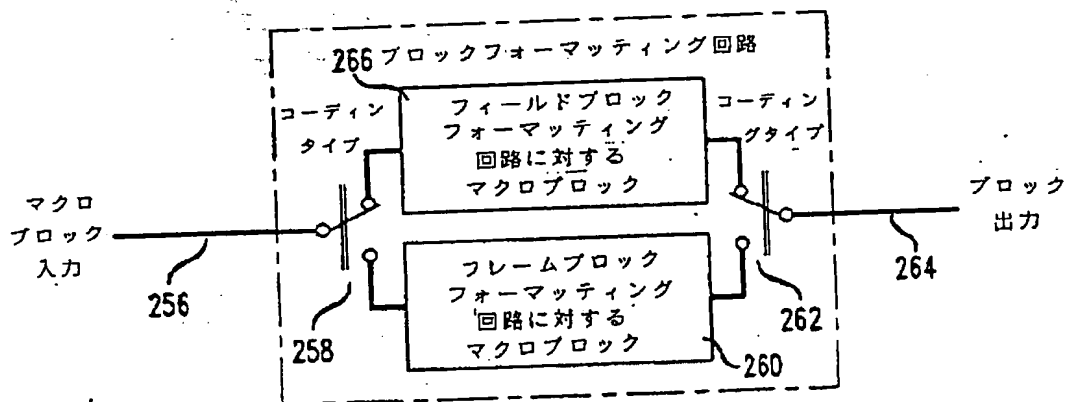 ブロックフォーマッティング回路
266
コーディン
タイプ
フィールドブロック
フォーマッティング
回路に対する
マクロブロック
コーディン
グタイプ
マクロ
ブロック
入力
256
258
フレームブロック
フォーマッティング
回路に対する
マクロブロック
260
262
264
ブロック
出力